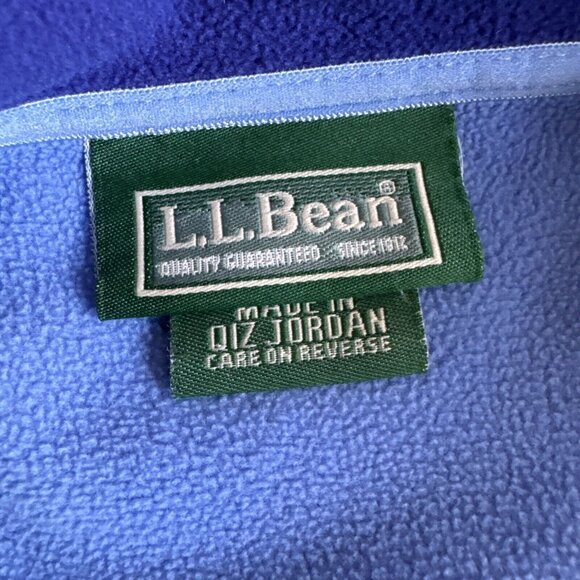 L.L.Bean®
QUALITY GUARANTEED SINCE 1912
MADE IN
QIZ JORDAN
CARE ON REVERSE